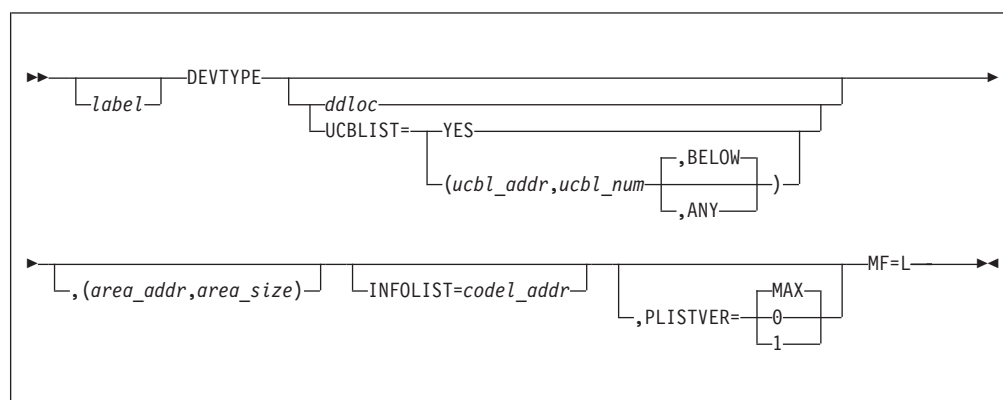 DEVTYPE
label
ddloc
UCBLIST= YES
,BELOW
(ucbl_addr,ucbl_num )
,ANY
MF=L
,(area_addr,area_size) INFOLIST=codel_addr
MAX
,PLISTVER= 0
1